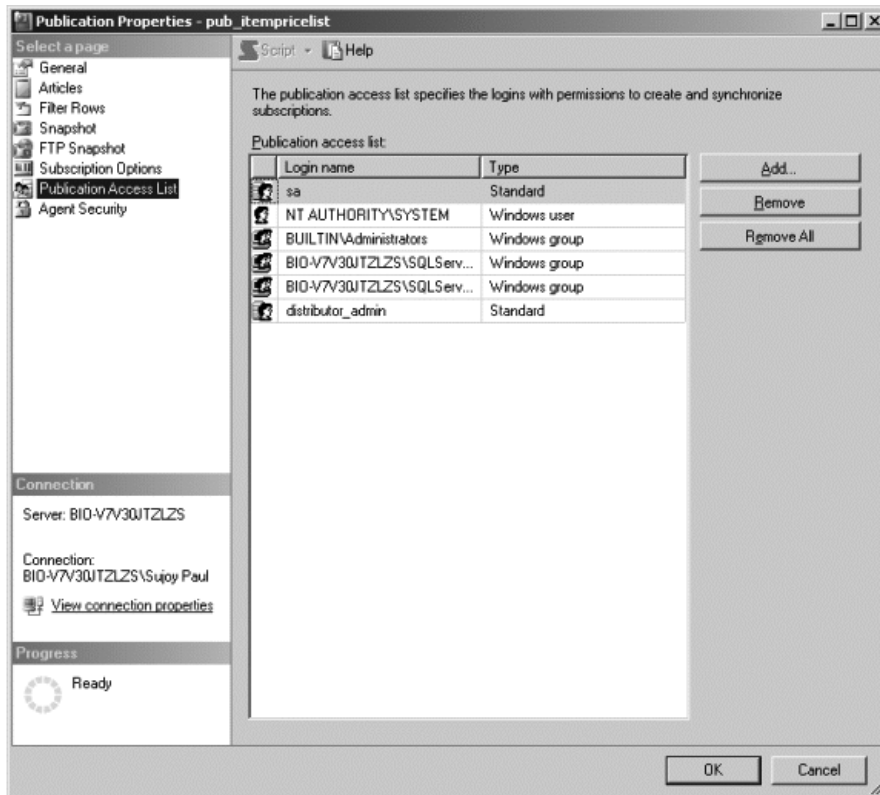 Publication Properties - pub_itempricelist
Select a page
General
Articles
Filter Rows
Snapshot
FTP Snapshot
Subscription Options
Publication Access List
Agent Security
Script
Help
The publication access list specifies the logins with permissions to create and synchronize
subscriptions.
Publication access list:
Login name Type
sa Standard
NT AUTHORITY\SYSTEM Windows user
BUILTIN\Administrators Windows group
BIO-V7V30JTZLZS\SQLServ... Windows group
BIO-V7V30JTZLZS\SQLServ... Windows group
distributor_admin Standard
Add...
Remove
Remove All
Connection
Server: BIO-V7V30JTZLZS
Connection:
BIO-V7V30JTZLZS\Sujoy Paul
View connection properties
Progress
Ready
OK
Cancel